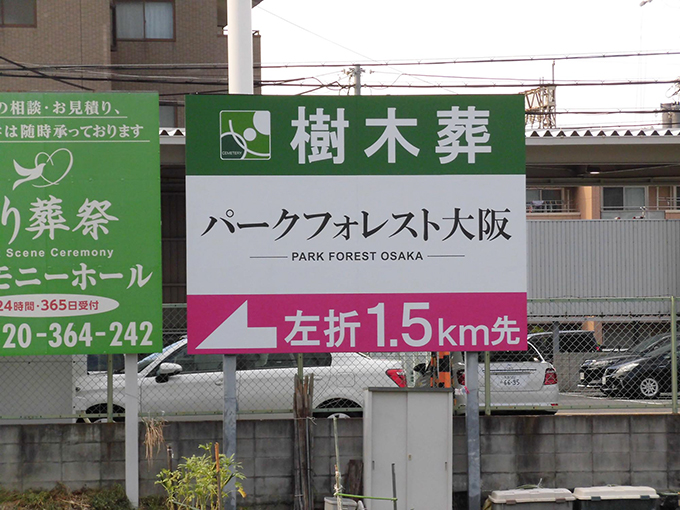 の相談・お見積り、
は随時承っております
り葬祭
Scene Ceremony
モニーホール
24時間・365日受付
20-364-242
CEMETERY
樹木葬
パークフォレスト大阪
PARK FOREST OSAKA
左折1.5km先
46-95